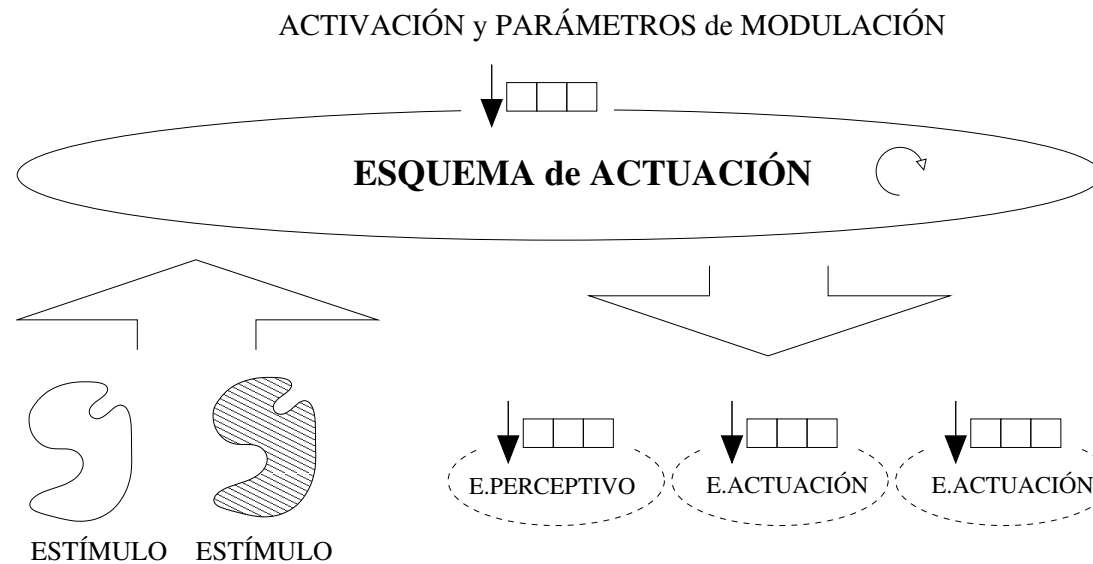 ACTIVACIÓN y PARÁMETROS de MODULACIÓN
ESQUEMA de ACTUACIÓN
E.PERCEPTIVO E.ACTUACIÓN E.ACTUACIÓN
ESTÍMULO ESTÍMULO